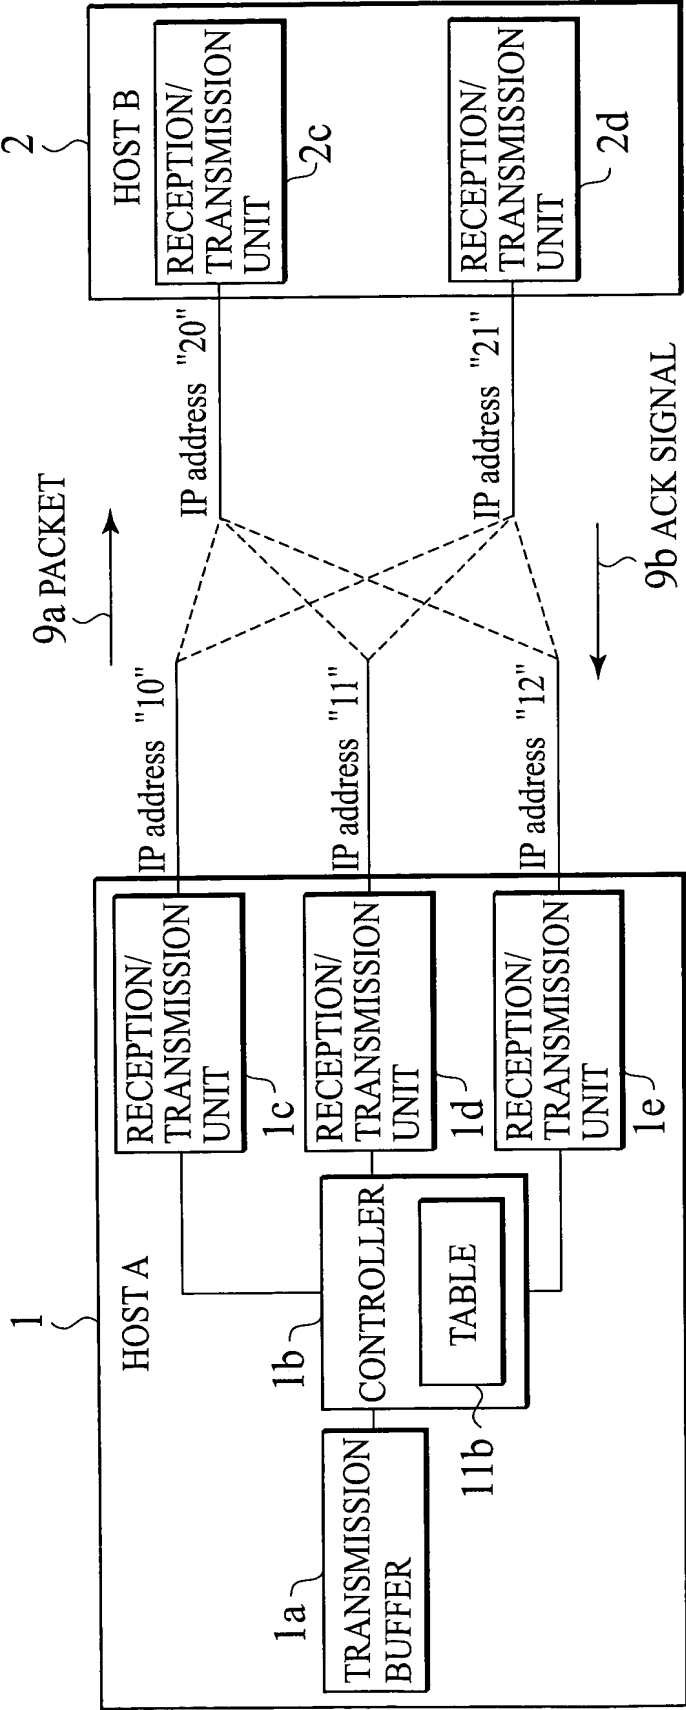 1
HOST A
1a
TRANSMISSION
BUFFER
1b
CONTROLLER
TABLE
11b
RECEPTION/
TRANSMISSION
UNIT
1c
RECEPTION/
TRANSMISSION
UNIT
1d
RECEPTION/
TRANSMISSION
UNIT
1e
IP address "10"
IP address "11"
IP address "12"
9a PACKET
9b ACK SIGNAL
IP address "20"
IP address "21"
2
HOST B
RECEPTION/
TRANSMISSION
UNIT
2c
RECEPTION/
TRANSMISSION
UNIT
2d